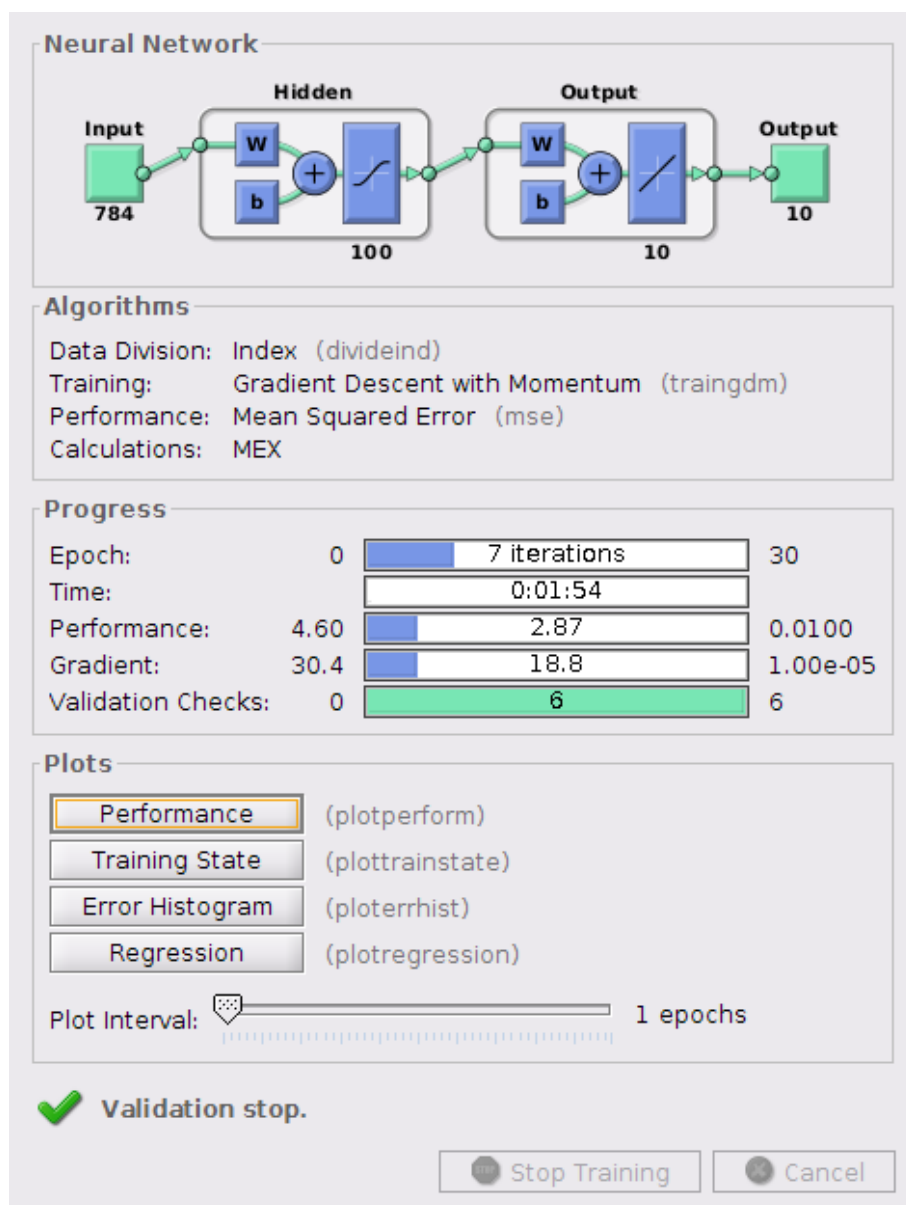 Neural Network
Hidden
Output
Input
Output
W
b
+
W
b
+
784
100
10
10
Algorithms
Data Division: Index (divideind)
Training: Gradient Descent with Momentum (traingdm)
Performance: Mean Squared Error (mse)
Calculations: MEX
Progress
Epoch: 0 7 iterations 30
Time: 0:01:54
Performance: 4.60 2.87 0.0100
Gradient: 30.4 18.8 1.00e-05
Validation Checks: 0 6 6
Plots
Performance (plotperform)
Training State (plottrainstate)
Error Histogram (ploterrhist)
Regression (plotregression)
Plot Interval: 1 epochs
Validation stop.
STOP Stop Training Cancel